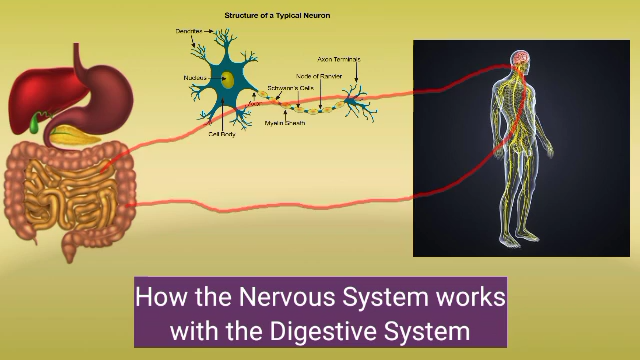 Structure of a Typical Neuron
Dendrites
Axon Terminals
Node of Ranvier
Nucleus
Schwann's Cells
Axon
Myelin Sheath
Cell Body
How the Nervous System works
with the Digestive System